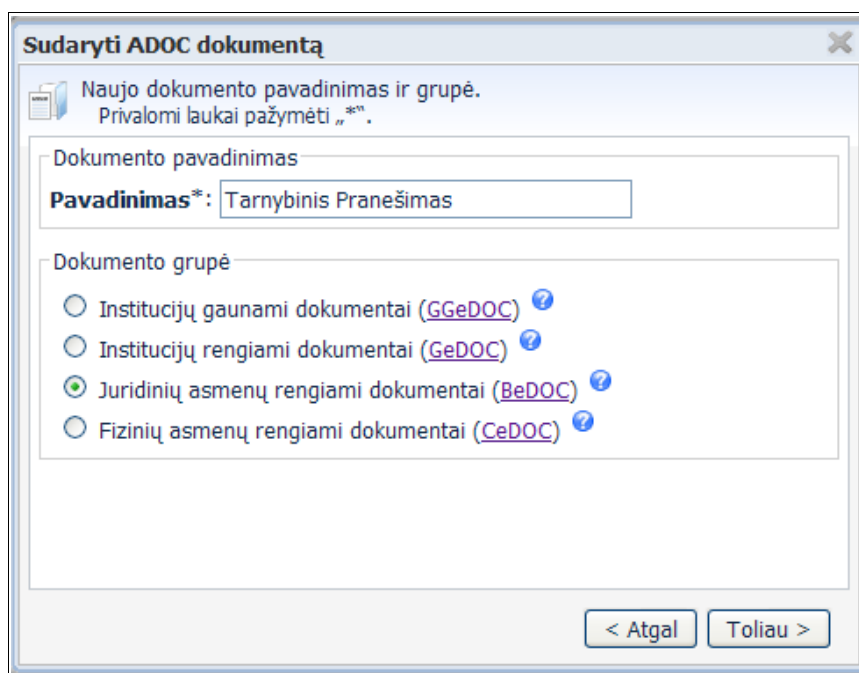 Sudaryti ADOC dokumentą
Naujo dokumento pavadinimas ir grupė.
Privalomi laukai pažymėti „*“.
Dokumento pavadinimas
Pavadinimas*: Tarnybinis Pranešimas
Dokumento grupė
Institucijų gaunami dokumentai (GGeDOC) ?
Institucijų rengiami dokumentai (GeDOC) ?
Juridinių asmenų rengiami dokumentai (BeDOC) ?
Fizinių asmenų rengiami dokumentai (CeDOC) ?
< Atgal Toliau >